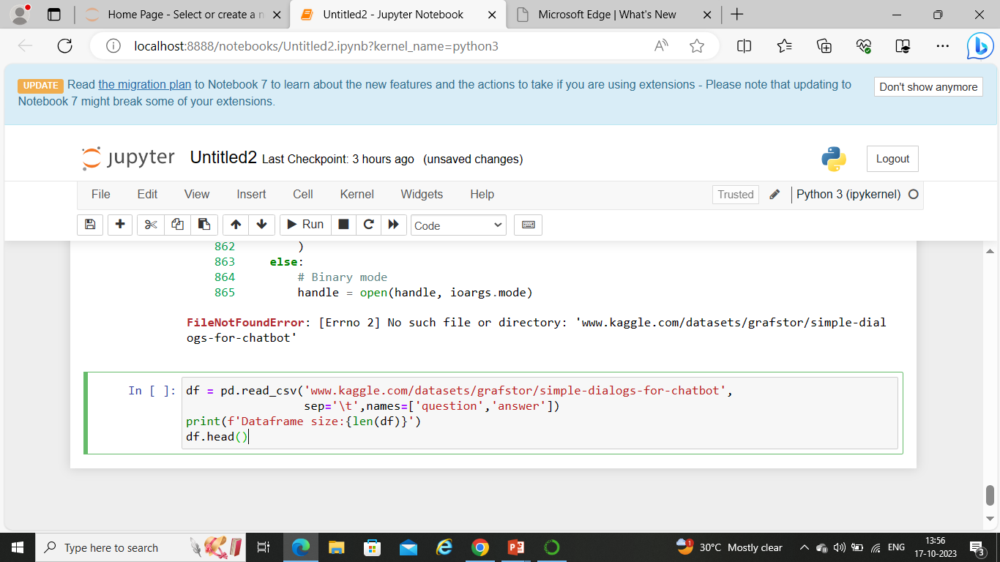 Home Page - Select or create a n
Untitled2 - Jupyter Notebook
Microsoft Edge | What's New
localhost:8888/notebooks/Untitled2.ipynb?kernel_name=python3
UPDATE Read the migration plan to Notebook 7 to learn about the new features and the actions to take if you are using extensions - Please note that updating to
Notebook 7 might break some of your extensions.
Don't show anymore
jupyter Untitled2 Last Checkpoint: 3 hours ago (unsaved changes)
Logout
File Edit View Insert Cell Kernel Widgets Help
Trusted
Python 3 (ipykernel)
Run
Code
862 )
863 else:
864 # Binary mode
865 handle = open(handle, ioargs.mode)
FileNotFoundError: [Errno 2] No such file or directory: 'www.kaggle.com/datasets/grafstor/simple-dial
ogs-for-chatbot'
In [ ]: df = pd.read_csv('www.kaggle.com/datasets/grafstor/simple-dialogs-for-chatbot',
sep='\t',names=['question','answer'])
print(f'Dataframe size:{len(df)}')
df.head()
Type here to search
1
30°C Mostly clear
ENG
13:56
17-10-2023
3